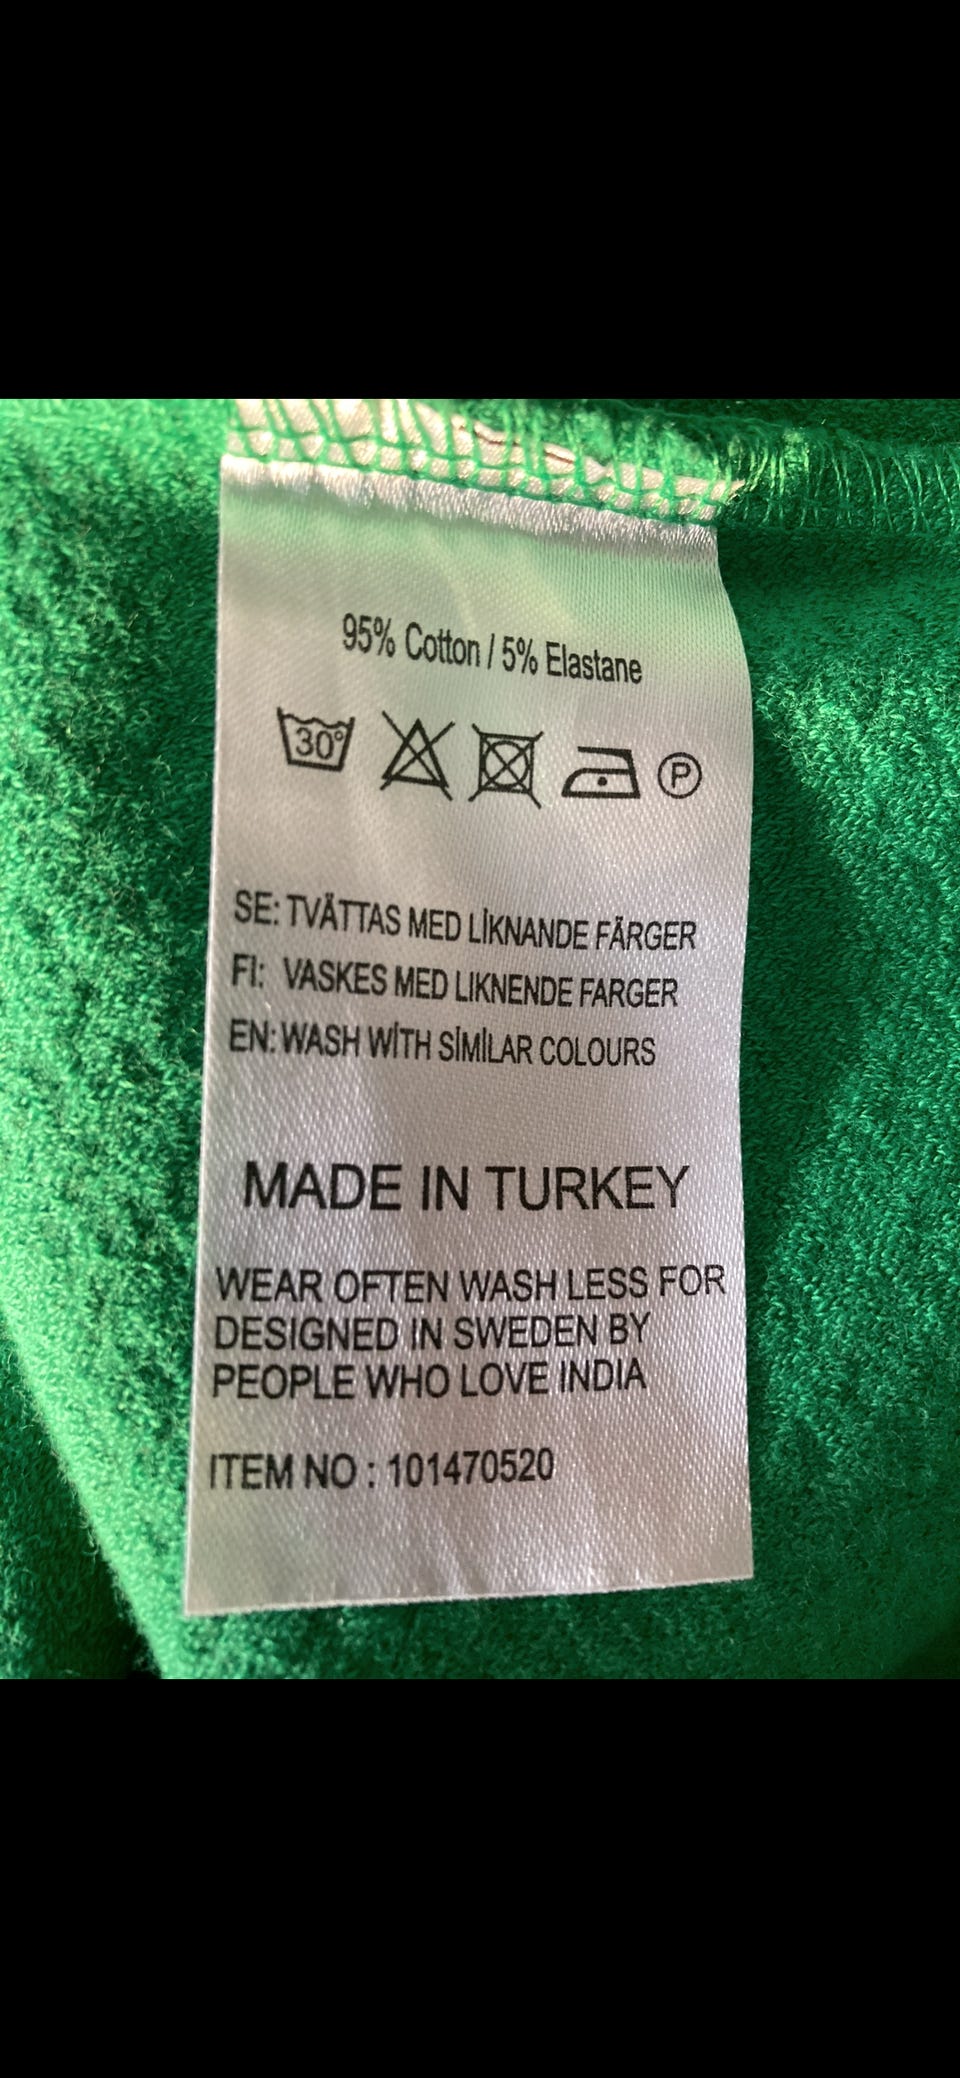 95% Cotton / 5% Elastane
30°
P
SE: TVÄTTAS MED LİKNANDE FÄRGER
FI: VASKES MED LIKNENDE FARGER
EN: WASH WİTH SİMİLAR COLOURS
MADE IN TURKEY
WEAR OFTEN WASH LESS FOR
DESIGNED IN SWEDEN BY
PEOPLE WHO LOVE INDIA
ITEM NO : 101470520